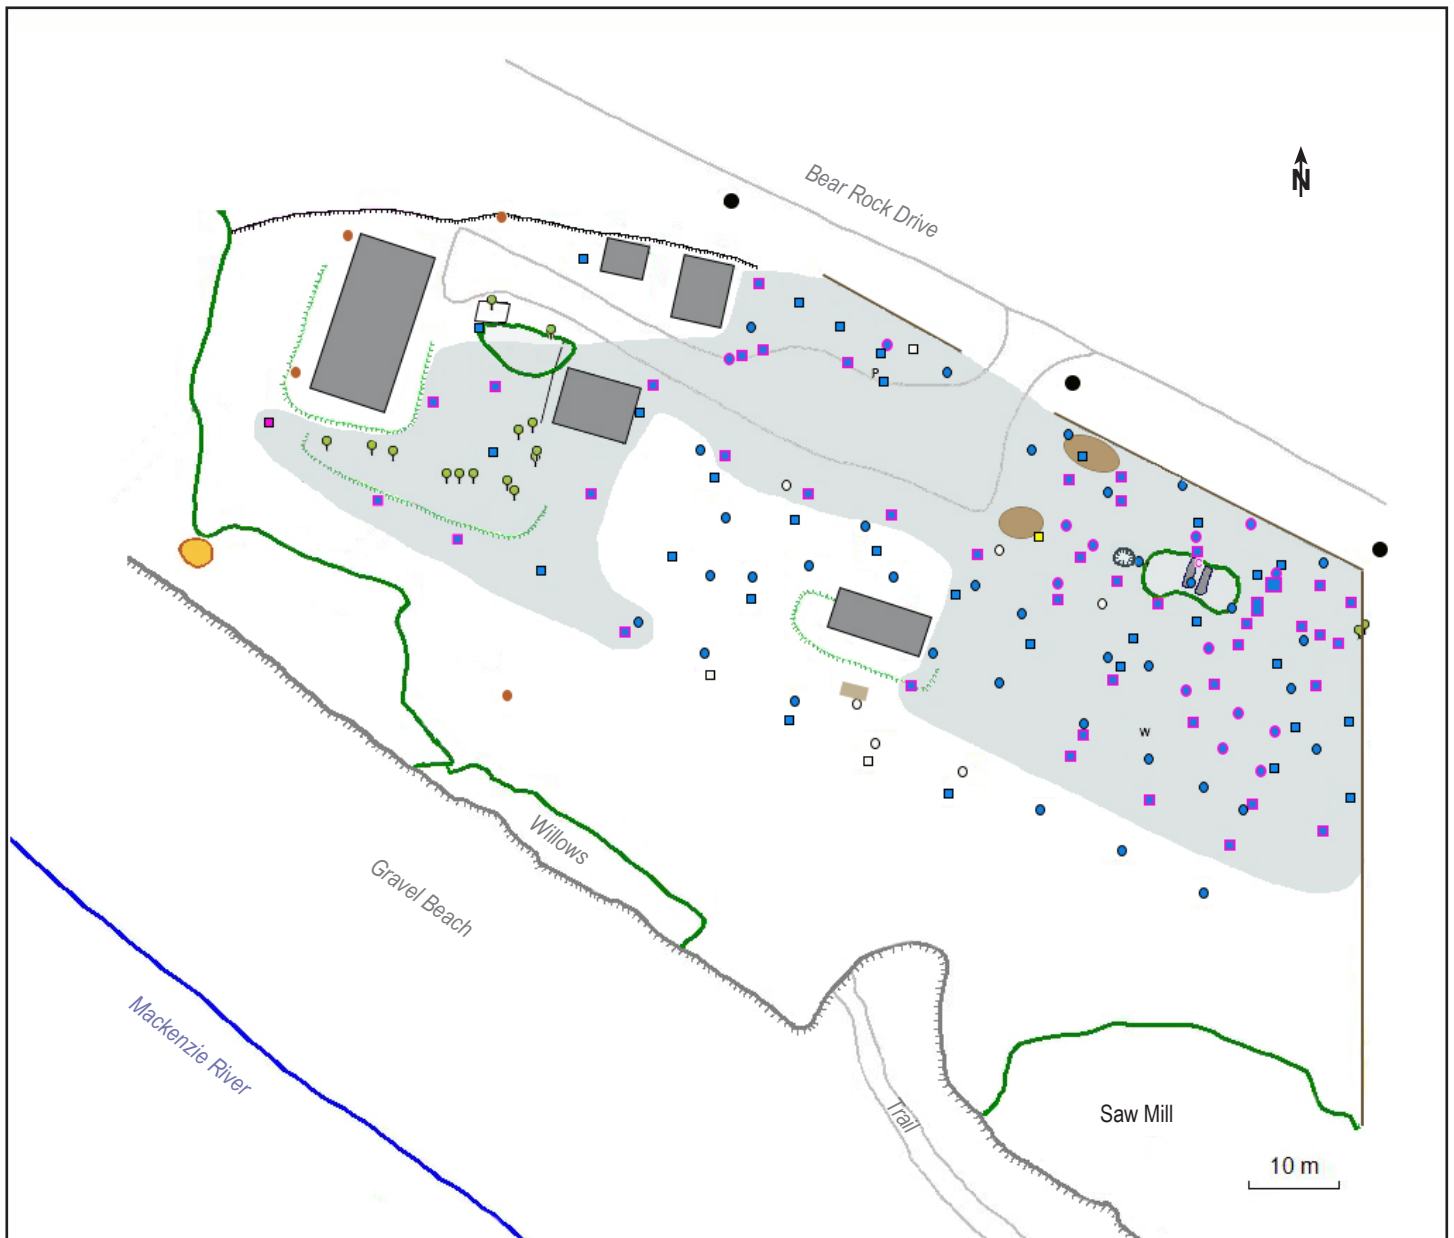 Bear Rock Drive
N
P
C
W
Willows
Gravel Beach
Mackenzie River
Trail
Saw Mill
10 m